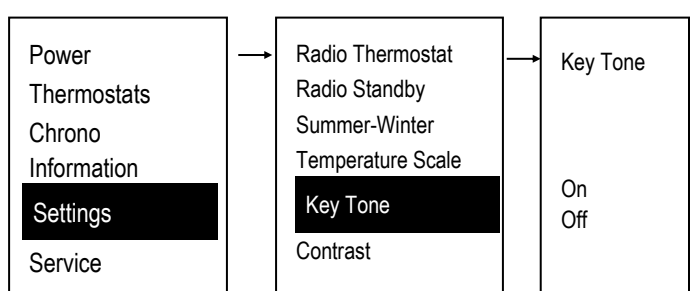 Power
Thermostats
Chrono
Information
Settings
Service
Radio Thermostat
Radio Standby
Summer-Winter
Temperature Scale
Key Tone
Contrast
Key Tone
On
Off